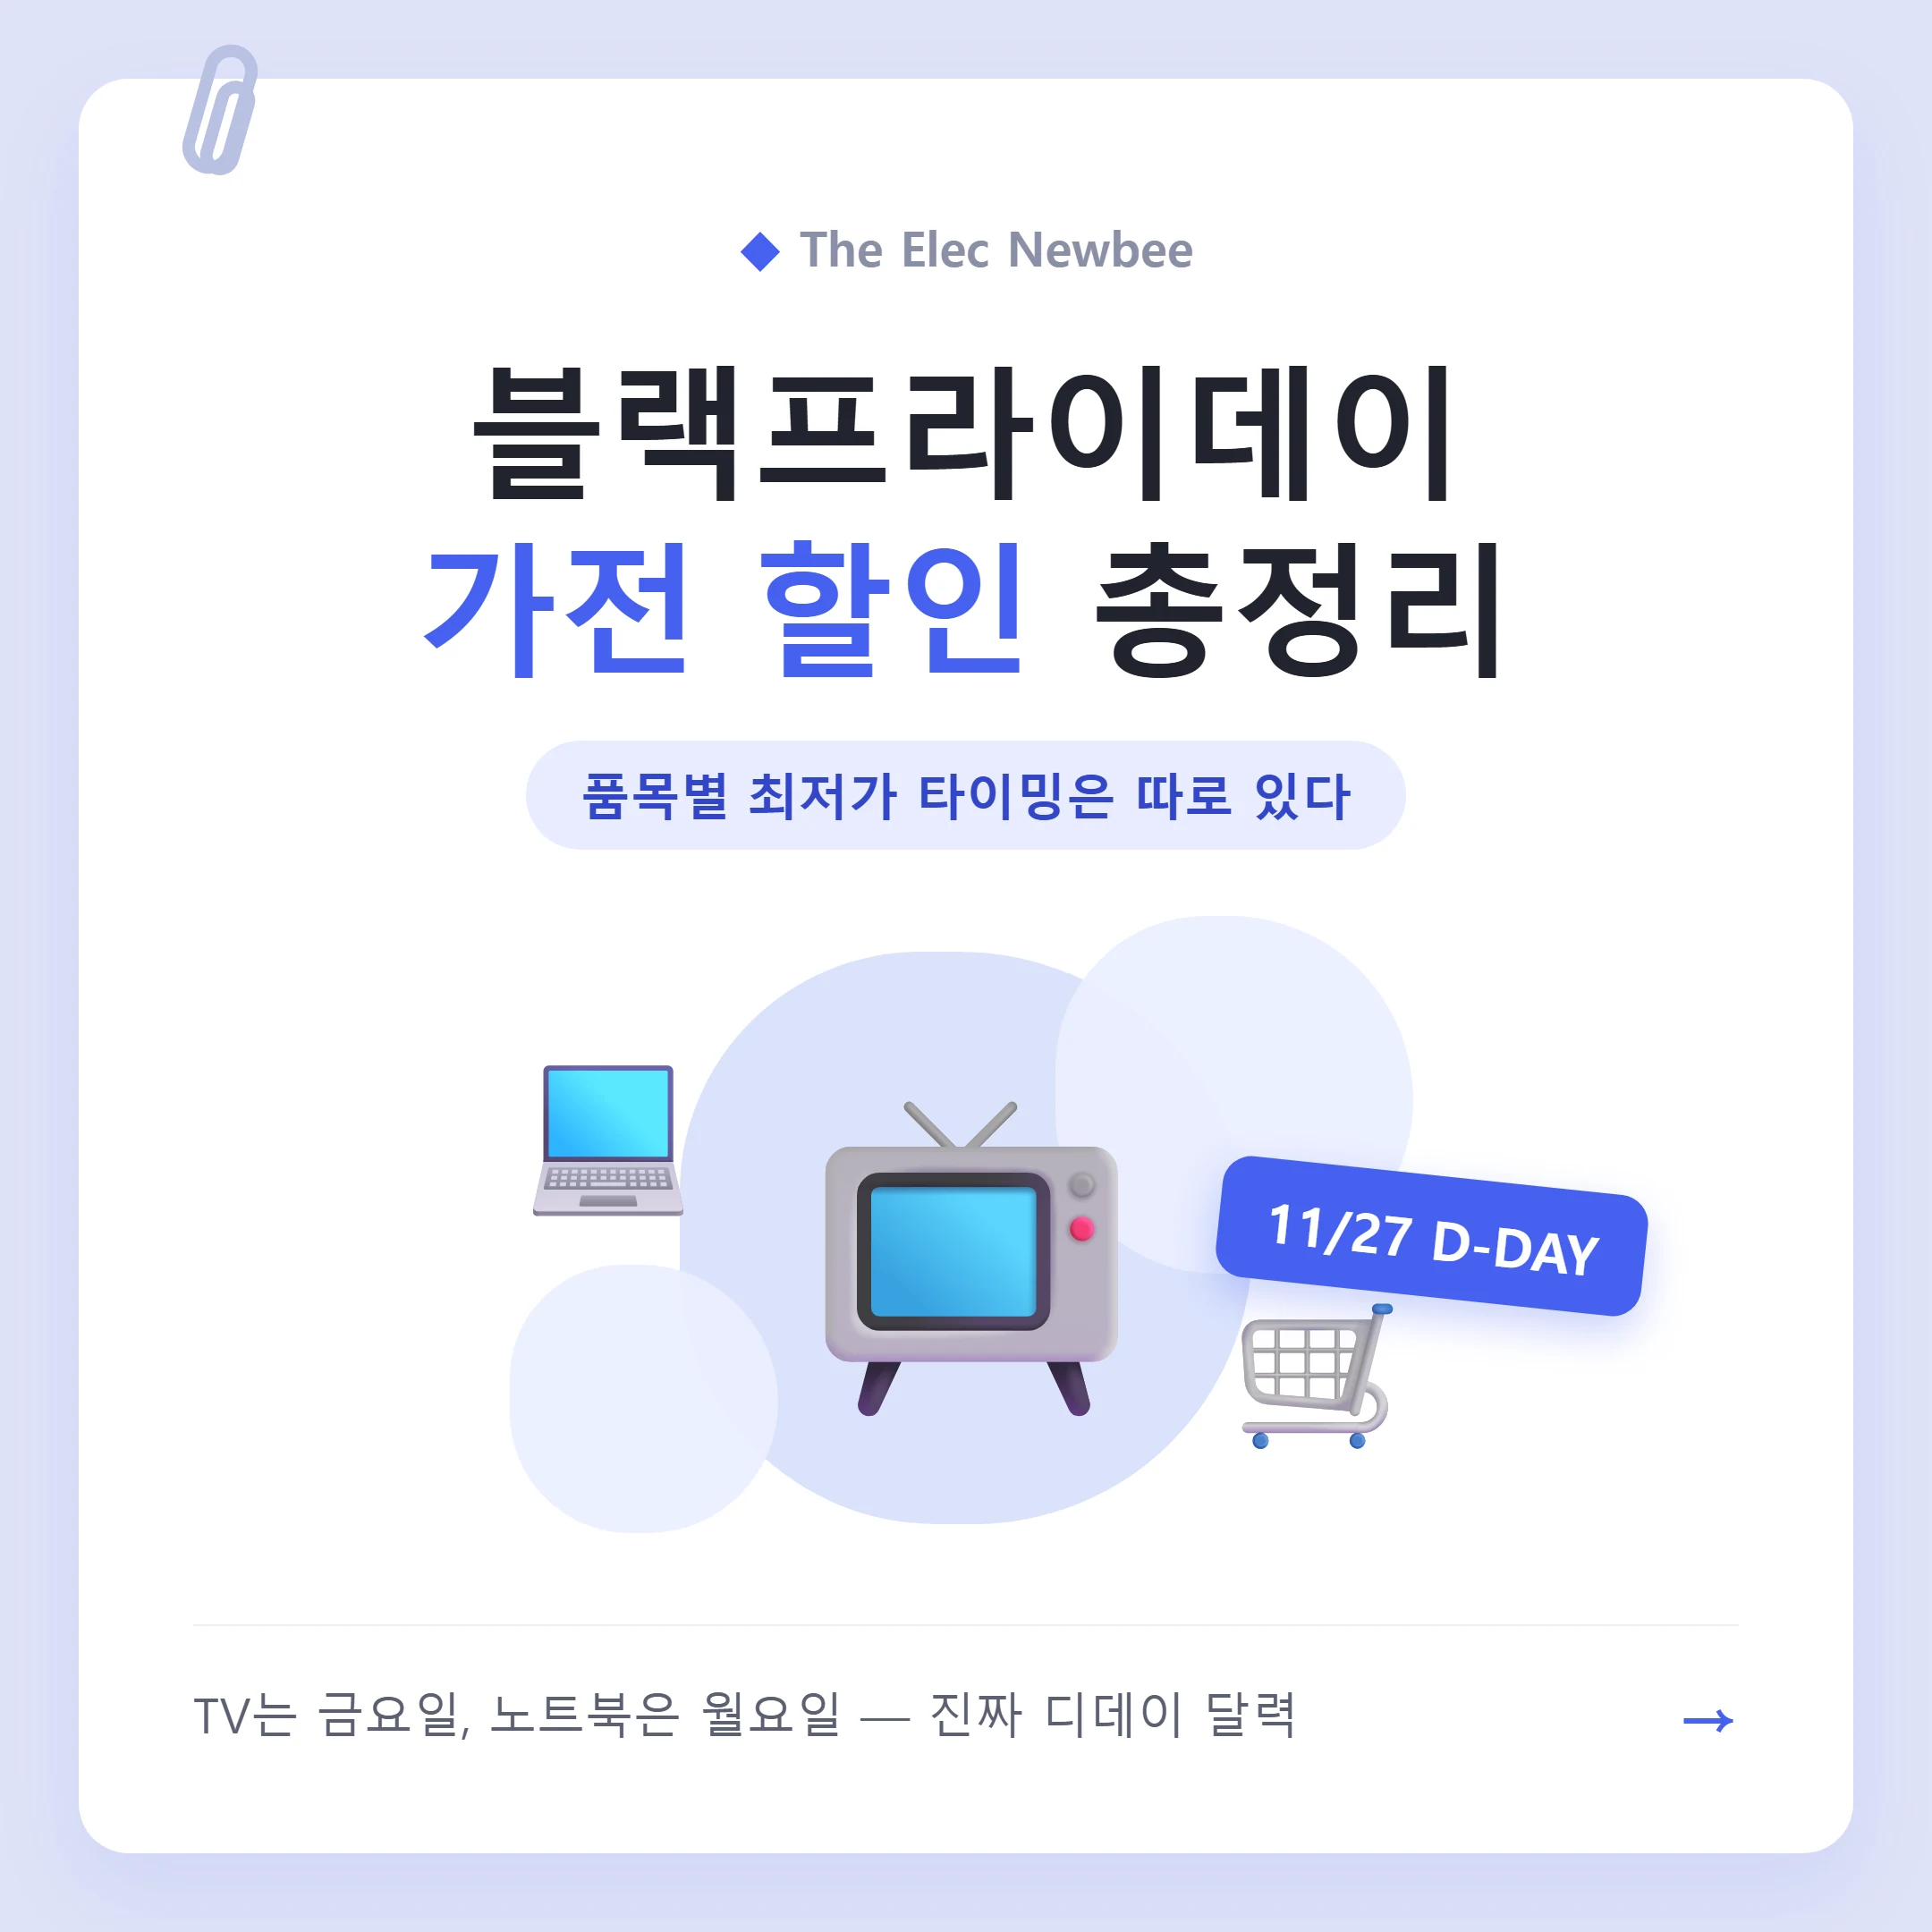 The Elec Newbee
블랙프라이데이
가전 할인 총정리
품목별 최저가 타이밍은 따로 있다
11/27 D-DAY
TV는 금요일, 노트북은 월요일 — 진짜 디데이 달력 →